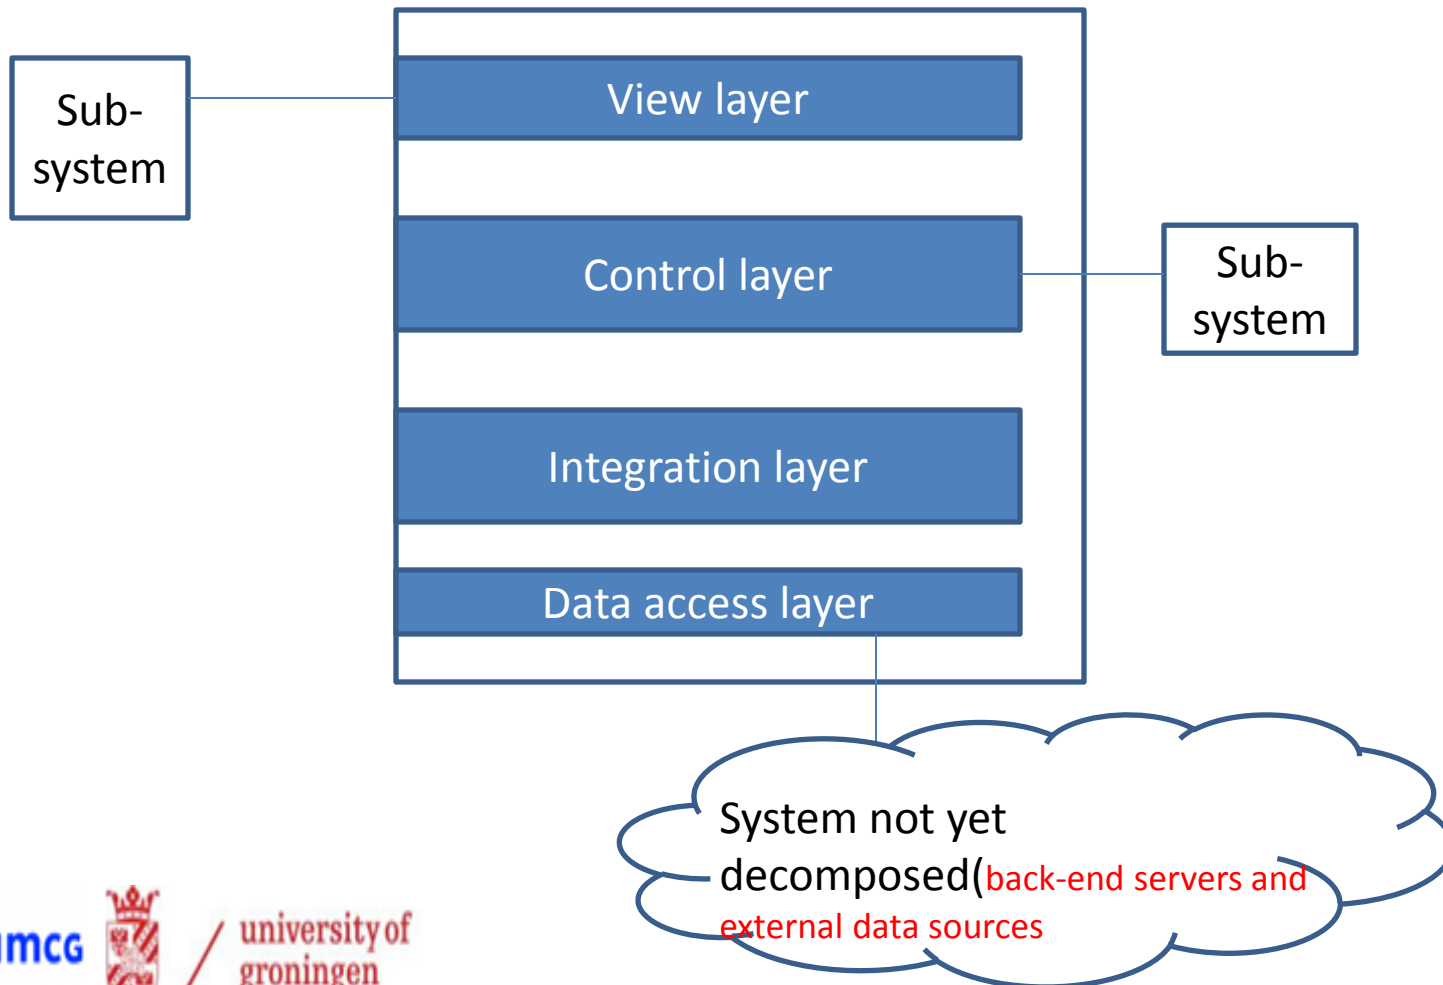 View layer
Sub-
system
Control layer
Sub-
system
Integration layer
Data access layer
System not yet
decomposed(back-end servers and
external data sources
umcG
university of
groningen